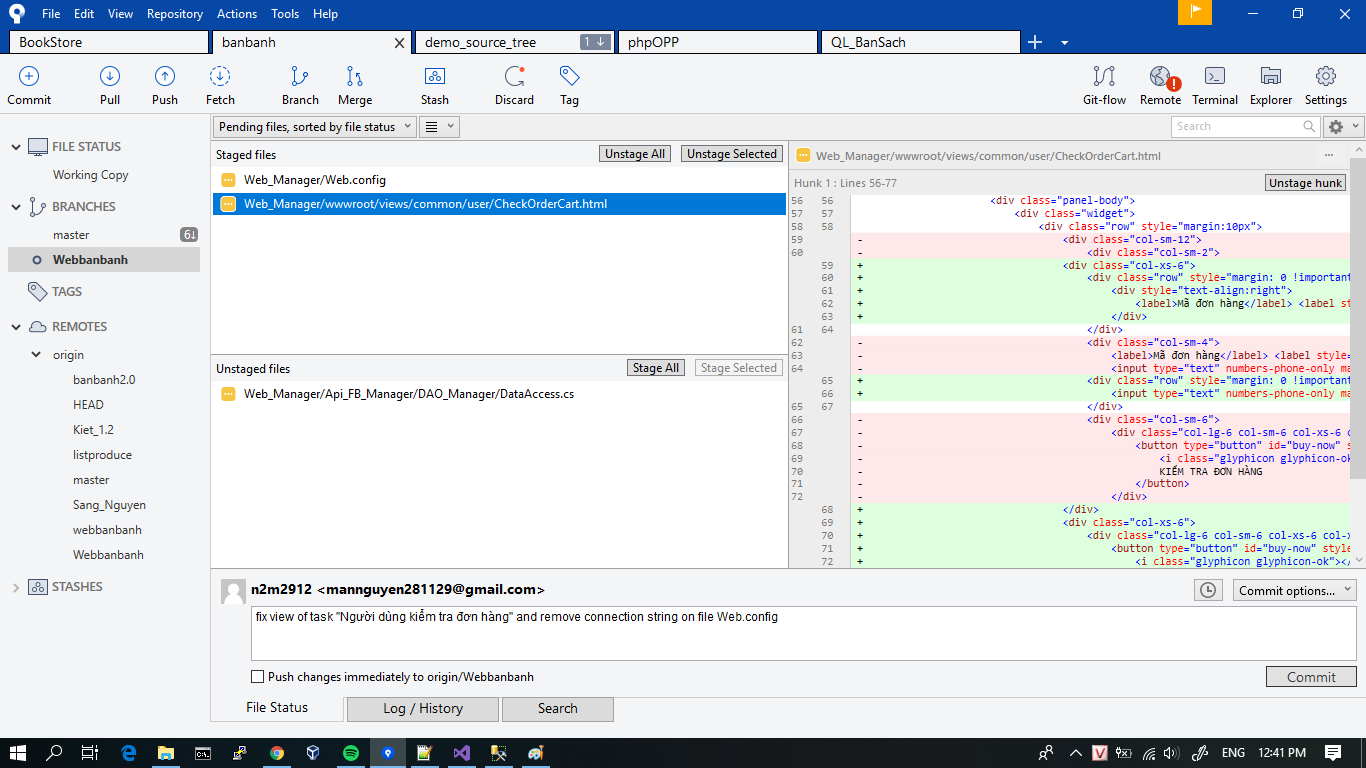 File Edit View Repository Actions Tools Help
BookStore banbanh demo_source_tree 1 phpOPP QL_BanSach
Commit Pull Push Fetch Branch Merge Stash Discard Tag Git-flow Remote Terminal Explorer Settings
Pending files, sorted by file status Search
FILE STATUS
Working Copy
BRANCHES
master 6
Webbanbanh
TAGS
REMOTES
origin
banbanh2.0
HEAD
Kiet_1.2
listproduce
master
Sang_Nguyen
webbanbanh
Webbanbanh
STASHES
Staged files Unstage All Unstage Selected
Web_Manager/Web.config
Web_Manager/wwwroot/views/common/user/CheckOrderCart.html
Unstaged files Stage All Stage Selected
Web_Manager/Api_FB_Manager/DAO_Manager/DataAccess.cs
Web_Manager/wwwroot/views/common/user/CheckOrderCart.html
Hunk 1 : Lines 56-77 Unstage hunk
56 56 <div class="panel-body">
57 57 <div class="widget">
58 58 <div class="row" style="margin:10px">
59 - <div class="col-sm-12">
60 - <div class="col-sm-2">
59 + <div class="col-xs-6">
60 + <div class="row" style="margin: 0 !important
61 + <div style="text-align:right">
62 + <label>Mã đơn hàng</label> <label st
63 + </div>
61 64 </div>
62 - <div class="col-sm-4">
63 - <label>Mã đơn hàng</label> <label style=
64 - <input type="text" numbers-phone-only ma
65 + <div class="row" style="margin: 0 !important
66 + <input type="text" numbers-phone-only ma
65 67 </div>
66 - <div class="col-sm-6">
67 - <div class="col-lg-6 col-sm-6 col-xs-6 c
68 - <button type="button" id="buy-now" s
69 - <i class="glyphicon glyphicon-ok
70 - KIỂM TRA ĐƠN HÀNG
71 - </button>
72 - </div>
68 + </div>
69 + <div class="col-xs-6">
70 + <div class="col-lg-6 col-sm-6 col-xs-6 col-x
71 + <button type="button" id="buy-now" style
72 + <i class="glyphicon glyphicon-ok"></
n2m2912 <mannguyen281129@gmail.com> Commit options...
fix view of task "Người dùng kiểm tra đơn hàng" and remove connection string on file Web.config
Push changes immediately to origin/Webbanbanh Commit
File Status Log / History Search
ENG 12:41 PM